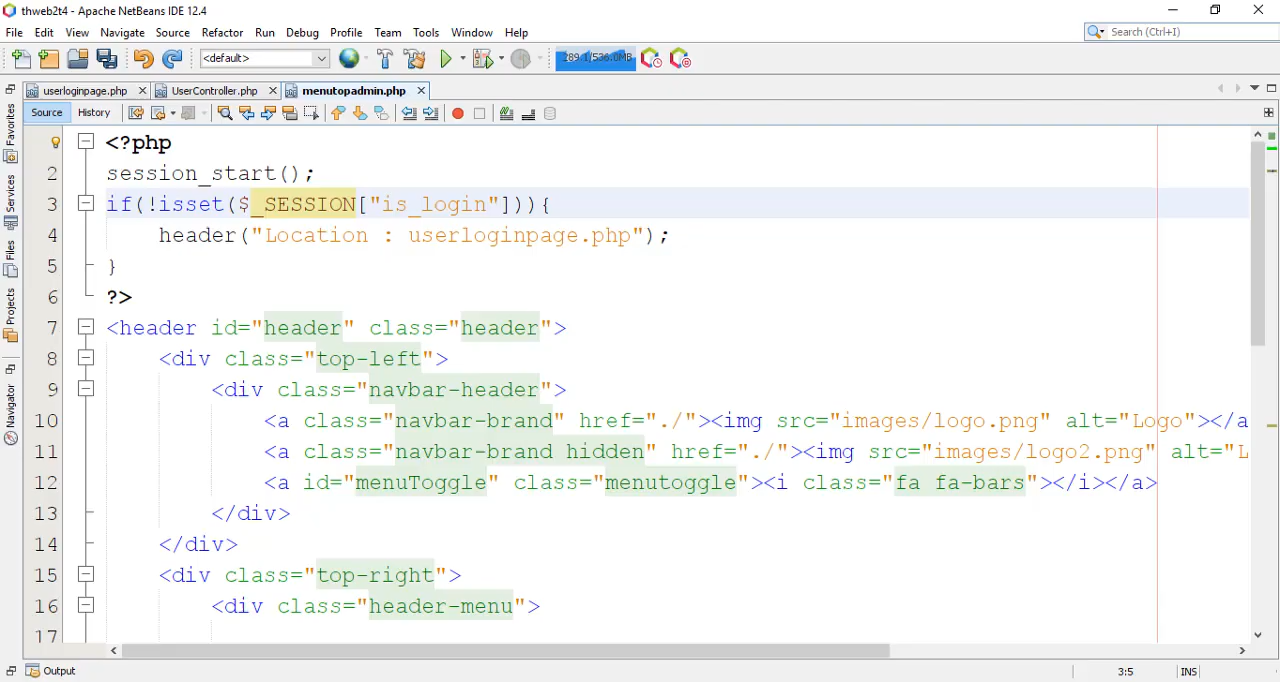 thweb2t4 - Apache NetBeans IDE 12.4
File Edit View Navigate Source Refactor Run Debug Profile Team Tools Window Help
Search (Ctrl+I)
<default>
289.1/536.0MB
userloginpage.php UserController.php menutopadmin.php
Source History
Favorites
Services
Files
Projects
Navigator
<?php
2 session_start();
3 if(!isset($_SESSION["is_login"])){
4 header("Location : userloginpage.php");
5 }
6 ?>
7 <header id="header" class="header">
8 <div class="top-left">
9 <div class="navbar-header">
10 <a class="navbar-brand" href="./"><img src="images/logo.png" alt="Logo"></a
11 <a class="navbar-brand hidden" href="./"><img src="images/logo2.png" alt="L
12 <a id="menuToggle" class="menutoggle"><i class="fa fa-bars"></i></a>
13 </div>
14 </div>
15 <div class="top-right">
16 <div class="header-menu">
17
Output
3:5 INS